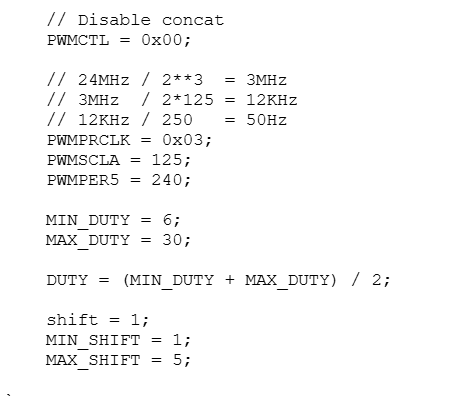 // Disable concat
PWMCTL = 0x00;
// 24MHz / 2**3  = 3MHz
// 3MHz  / 2*125 = 12KHz
// 12KHz / 250   = 50Hz
PWMPRCLK = 0x03;
PWMSCLA = 125;
PWMPER5 = 240;
MIN_DUTY = 6;
MAX_DUTY = 30;
DUTY = (MIN_DUTY + MAX_DUTY) / 2;
shift = 1;
MIN_SHIFT = 1;
MAX_SHIFT = 5;
`